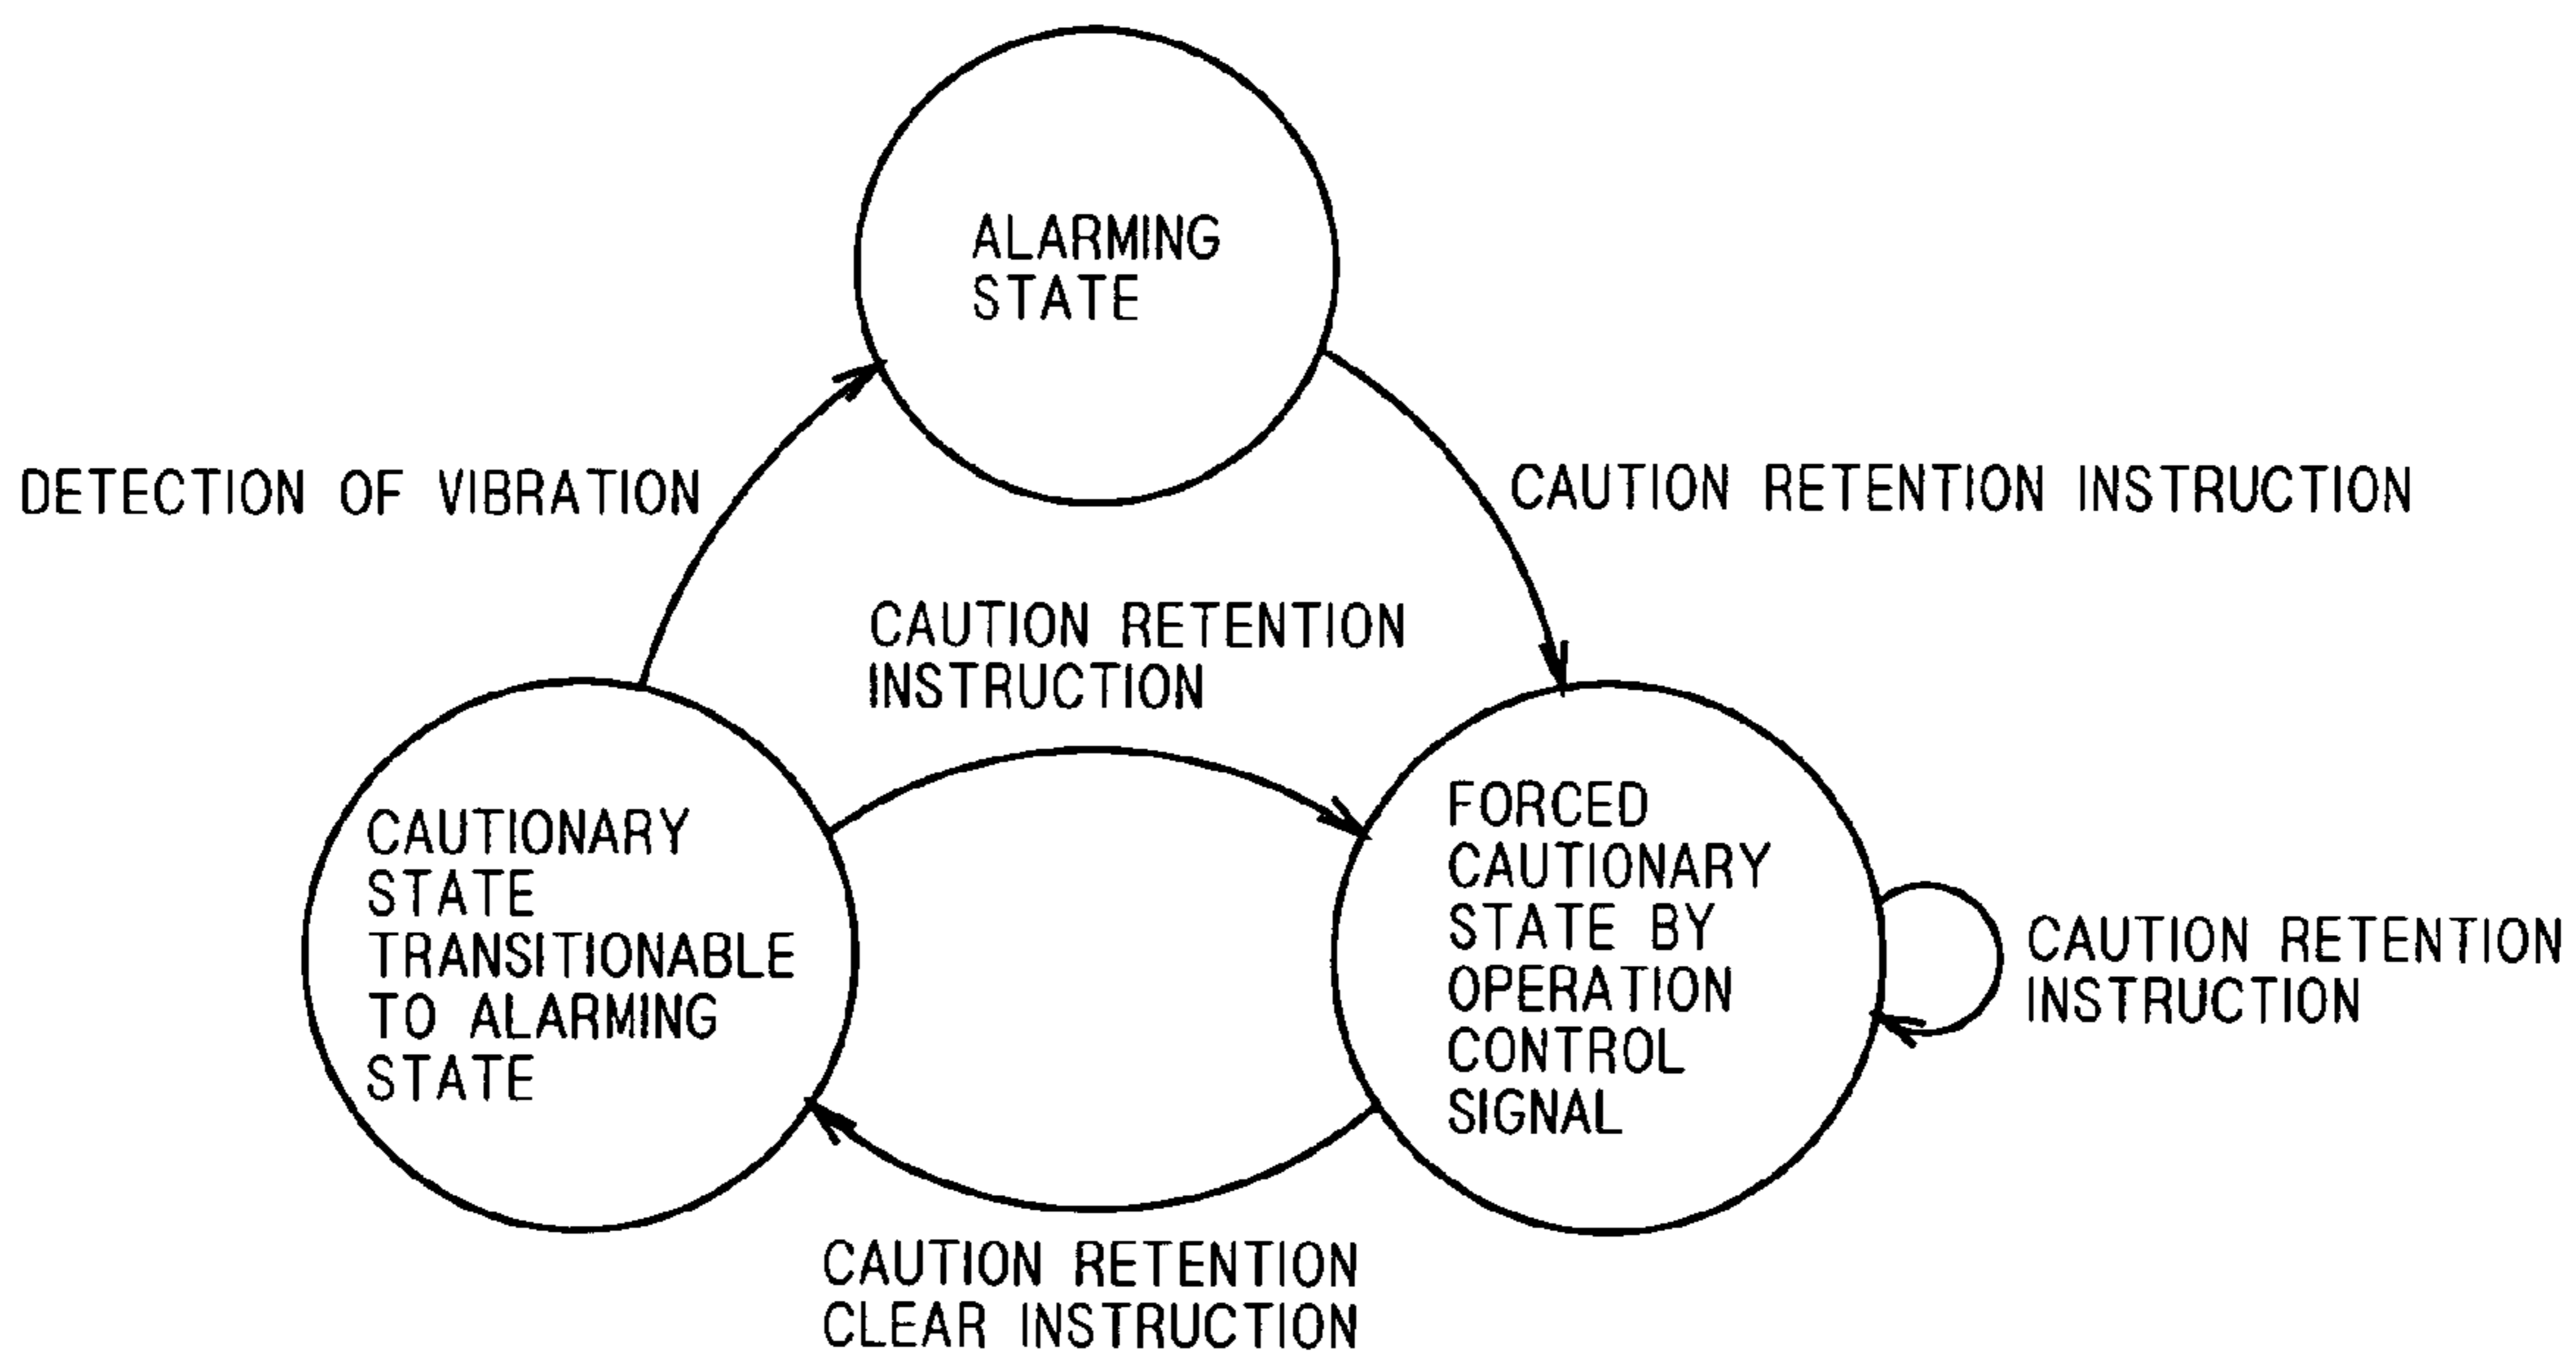 ALARMING
STATE
DETECTION OF VIBRATION
CAUTION RETENTION INSTRUCTION
CAUTION RETENTION
INSTRUCTION
CAUTIONARY
STATE
TRANSITIONABLE
TO ALARMING
STATE
FORCED
CAUTIONARY
STATE BY
OPERATION
CONTROL
SIGNAL
CAUTION RETENTION
INSTRUCTION
CAUTION RETENTION
CLEAR INSTRUCTION